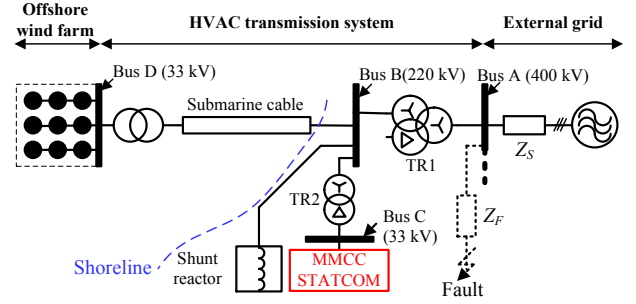 Offshore
wind farm
HVAC transmission system
External grid
Bus D (33 kV)
Bus B(220 kV)
Bus A (400 kV)
Submarine cable
TR1
Z_S
TR2
Bus C
(33 kV)
Z_F
Shoreline
Shunt
reactor
MMCC
STATCOM
Fault